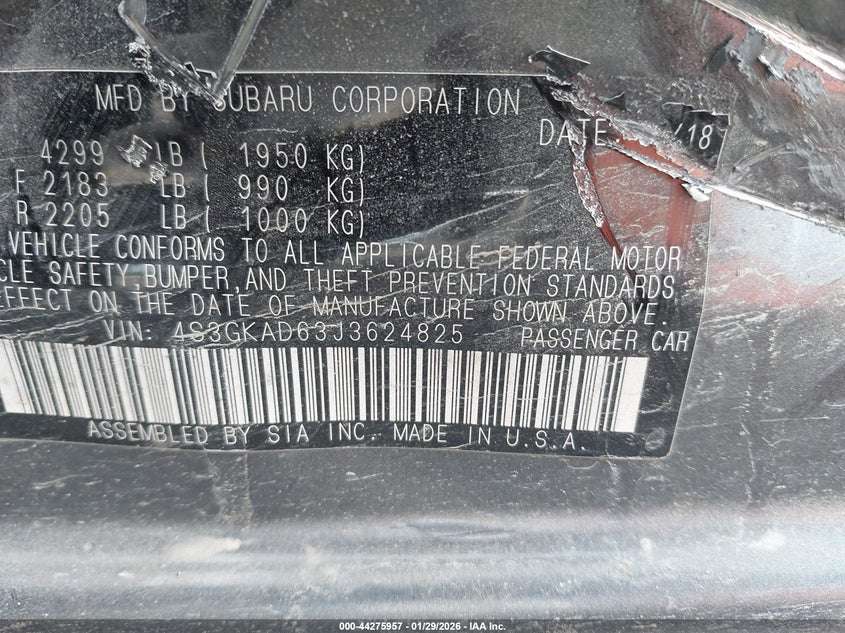 MFD BY SUBARU CORPORATION
DATE /18
4299 LB ( 1950 KG)
F 2183 LB ( 990 KG)
R 2205 LB ( 1000 KG)
VEHICLE CONFORMS TO ALL APPLICABLE FEDERAL MOTOR
CLE SAFETY, BUMPER, AND THEFT PREVENTION STANDARDS
EFFECT ON THE DATE OF MANUFACTURE SHOWN ABOVE.
VIN: 4S3GKAD63J3624825 PASSENGER CAR
ASSEMBLED BY SIA INC. MADE IN U.S.A.
000-44275957 - 01/29/2026 - IAA Inc.